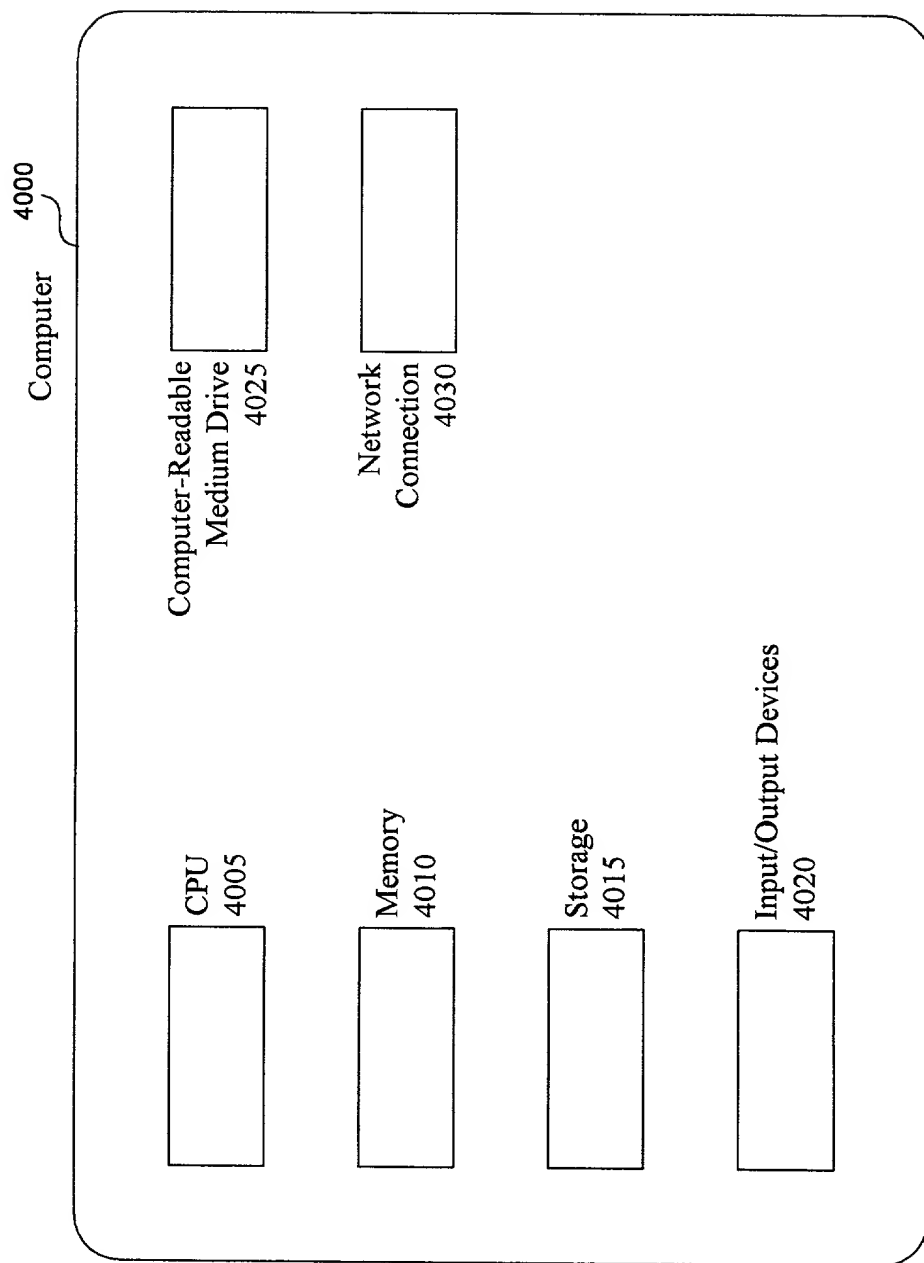 Computer
4000
CPU
4005
Memory
4010
Storage
4015
Input/Output Devices
4020
Computer-Readable
Medium Drive
4025
Network
Connection
4030